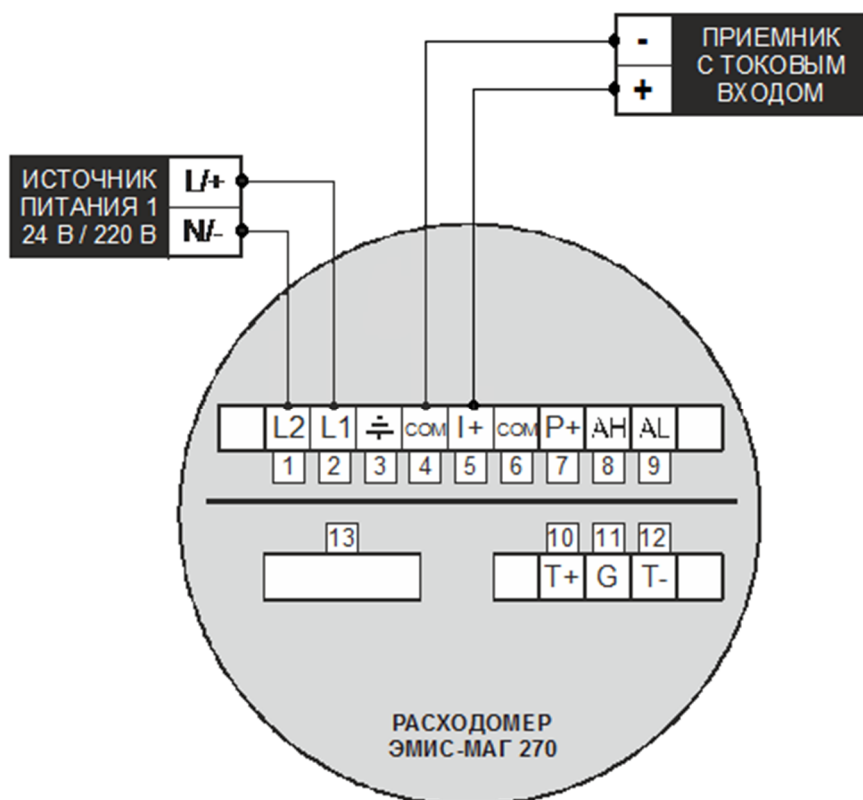 -
+
ПРИЕМНИК
С ТОКОВЫМ
ВХОДОМ
ИСТОЧНИК
ПИТАНИЯ 1
24 В / 220 В
L/+
N/-
L2 L1 COM I+ COM P+ AH AL
1 2 3 4 5 6 7 8 9
13
10 11 12
T+ G T-
РАСХОДОМЕР
ЭМИС-МАГ 270